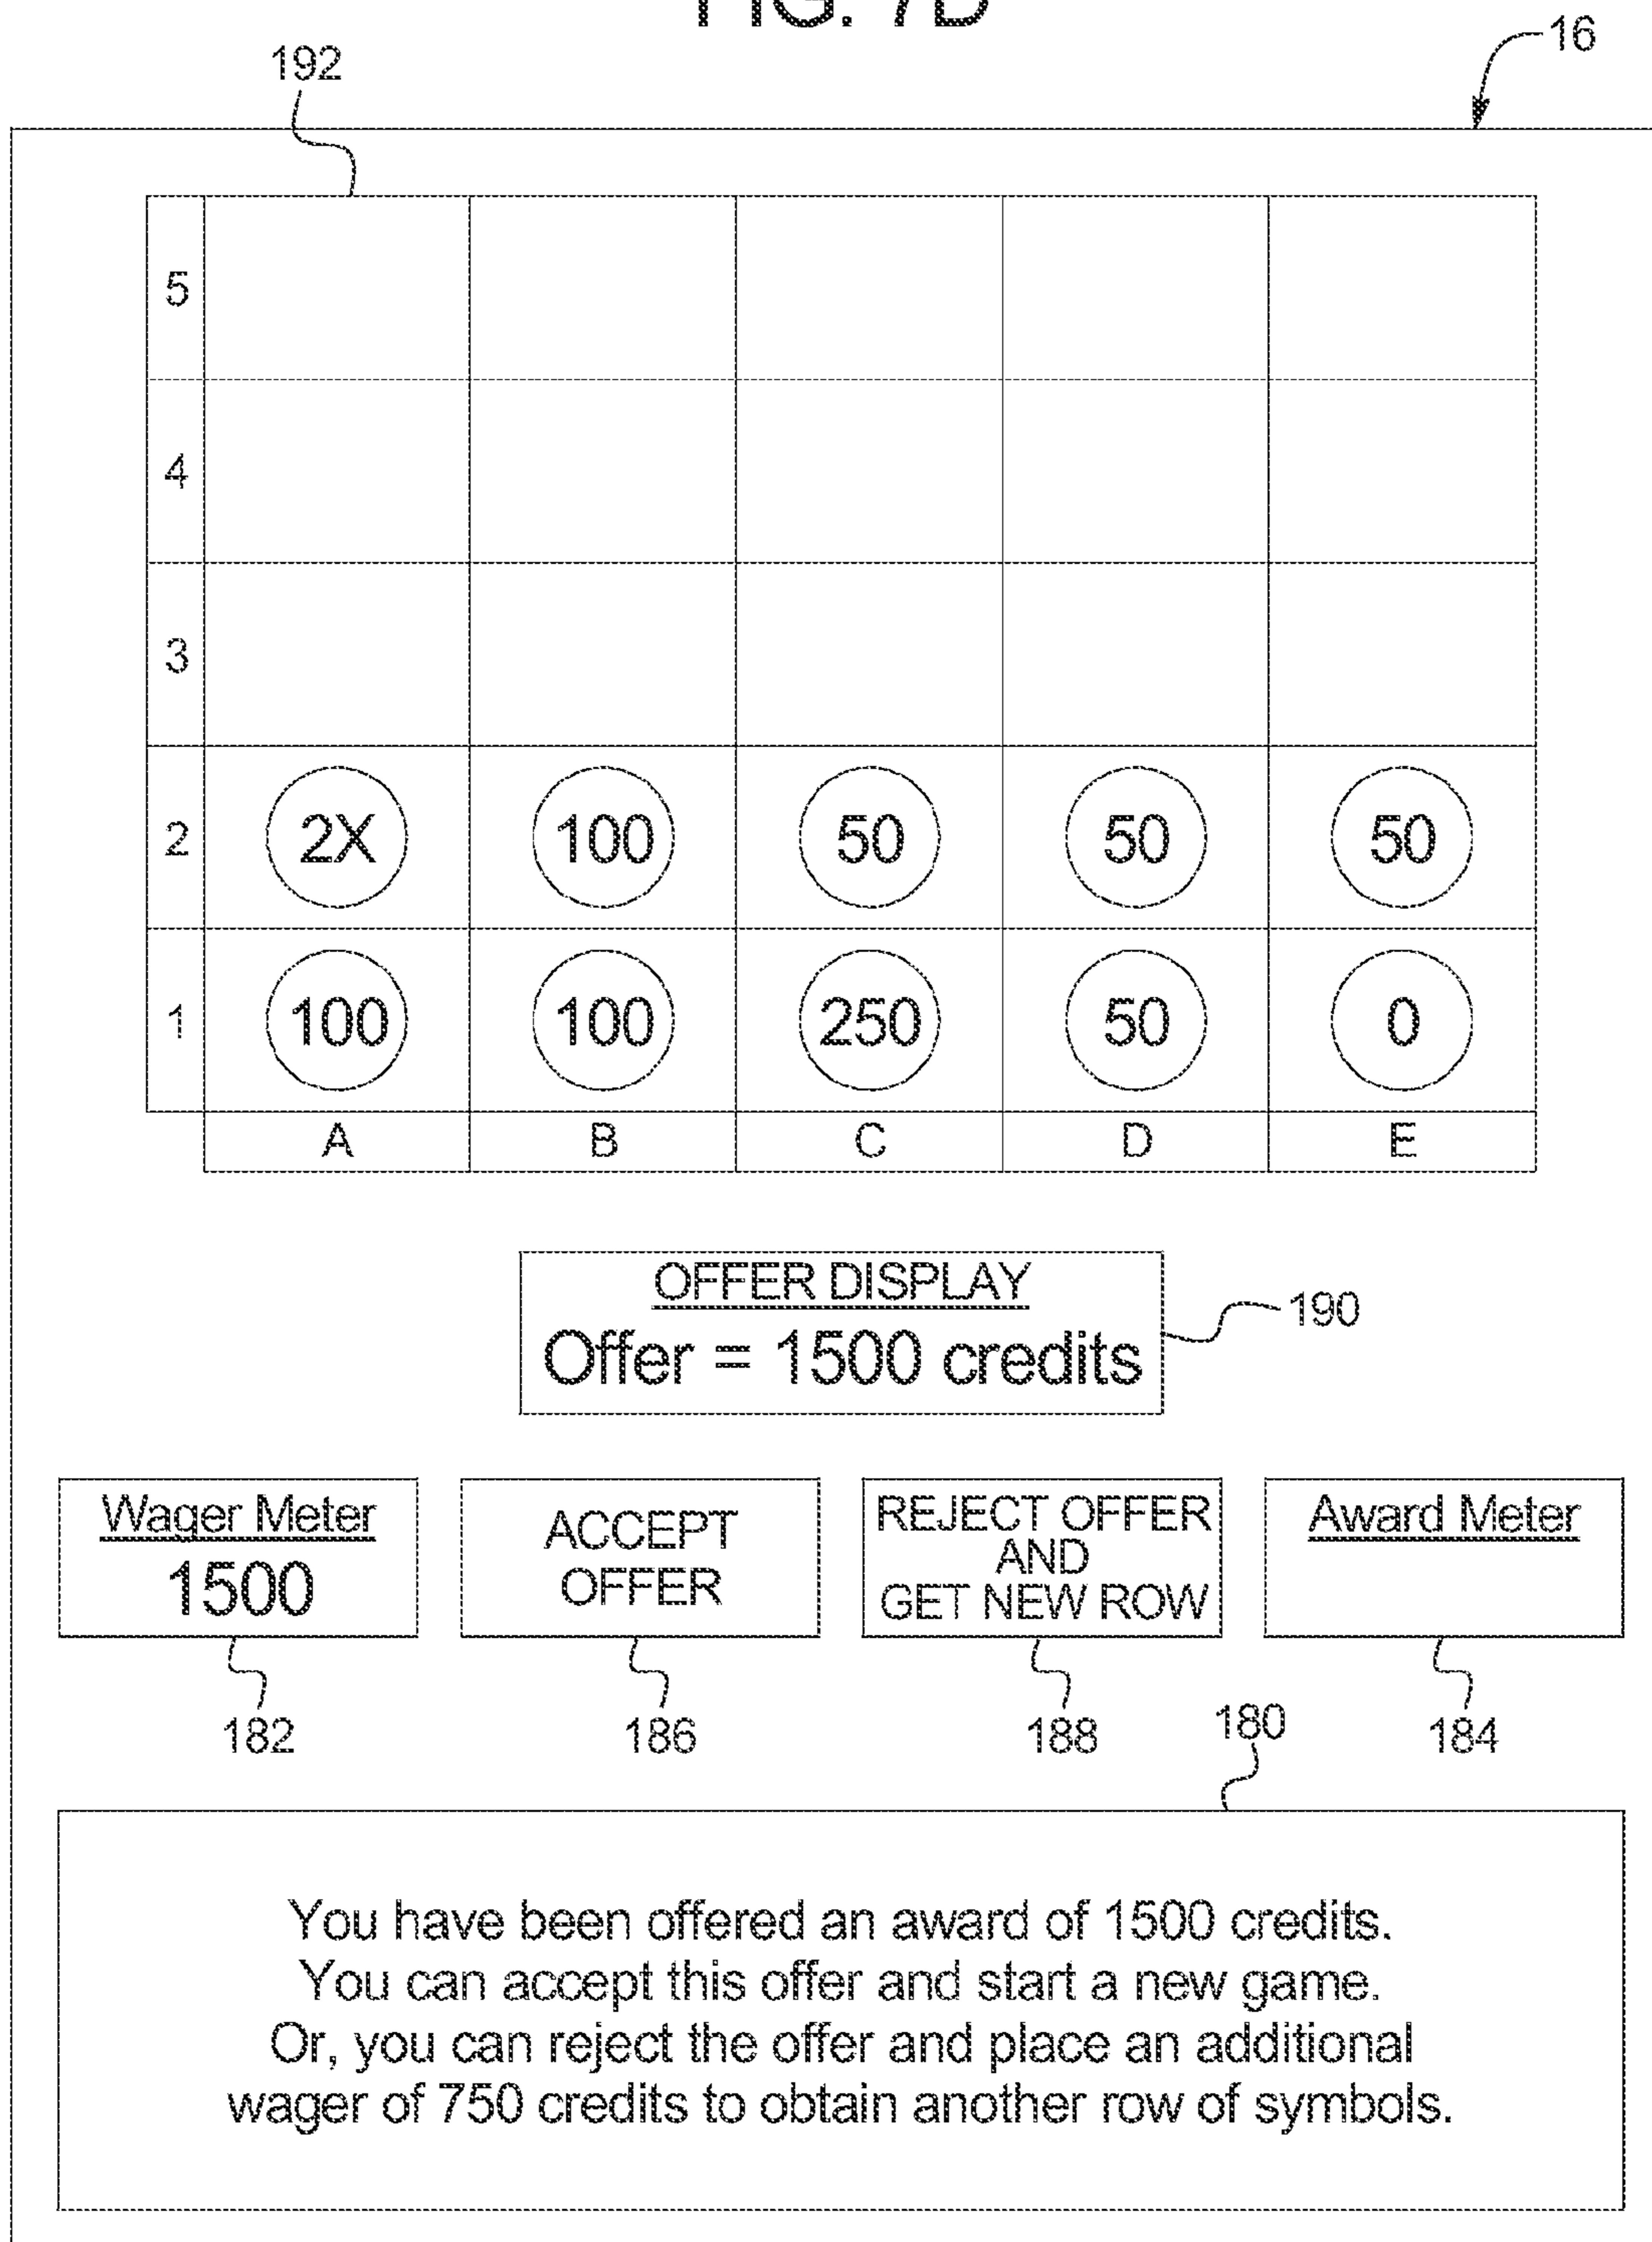 FIG. 7B
16
192
5
4
3
2 2X 100 50 50 50
1 100 100 250 50 0
A B C D E
OFFER DISPLAY
Offer = 1500 credits
190
Wager Meter
1500
ACCEPT
OFFER
REJECT OFFER
AND
GET NEW ROW
Award Meter
182
186
188
180
184
You have been offered an award of 1500 credits.
You can accept this offer and start a new game.
Or, you can reject the offer and place an additional
wager of 750 credits to obtain another row of symbols.